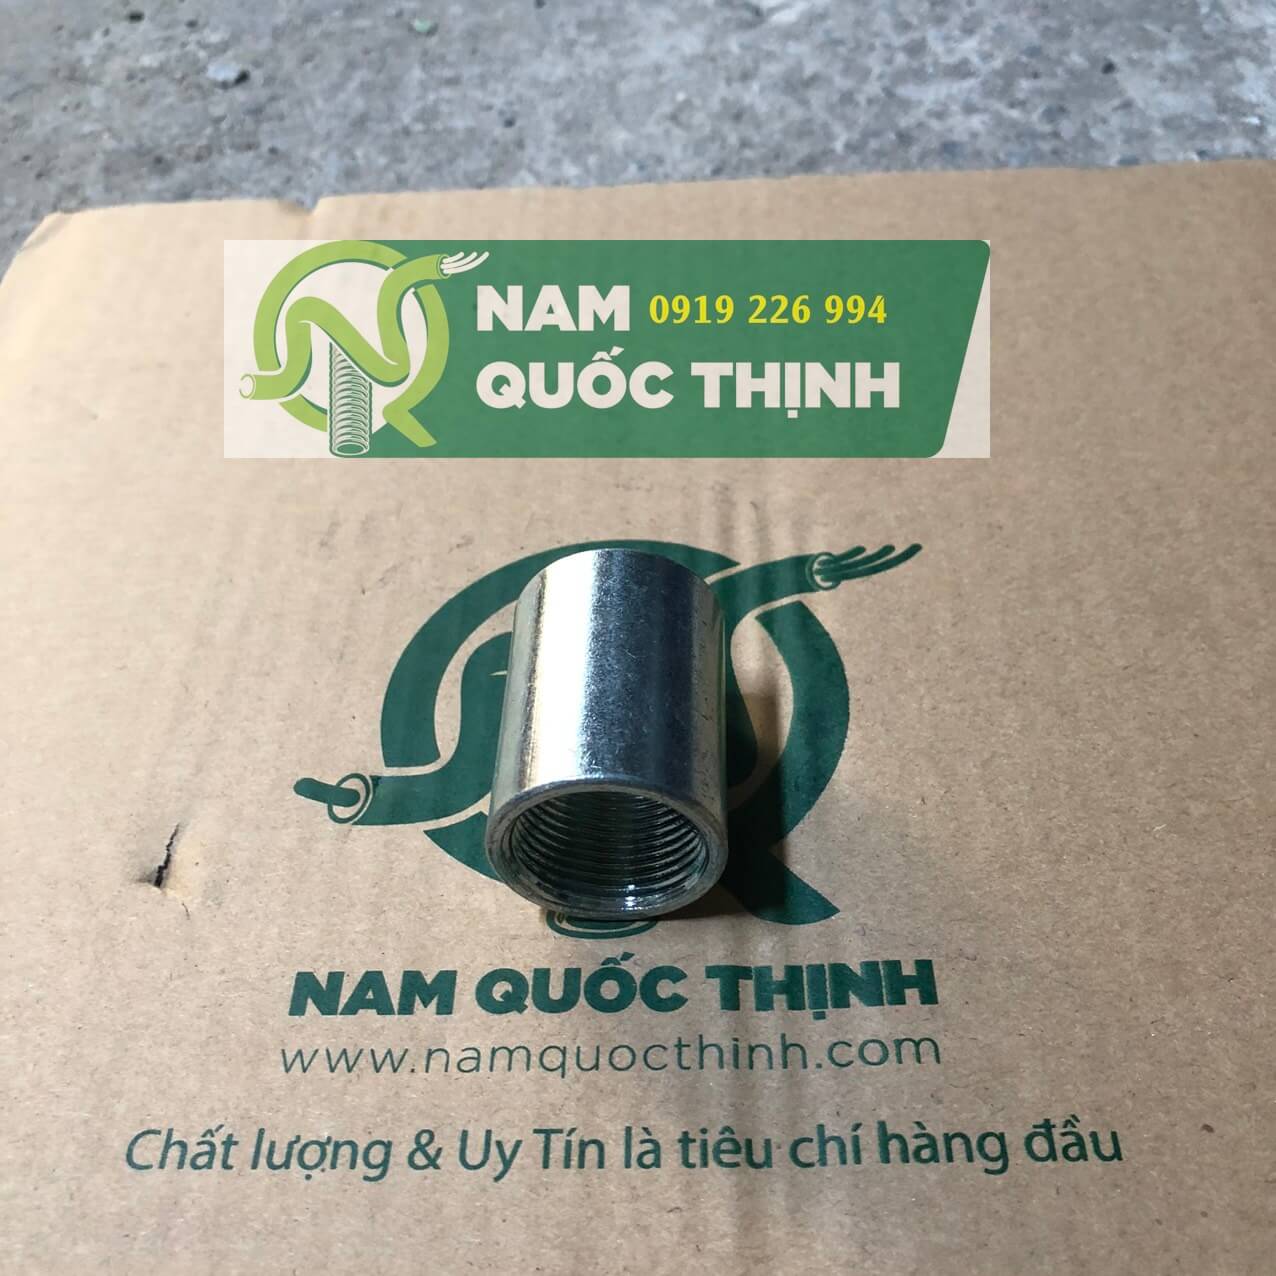 NAM 0919 226 994
QUỐC THỊNH
NAM QUỐC THỊNH
www.namquocthinh.com
Chất lượng & Uy Tín là tiêu chí hàng đầu